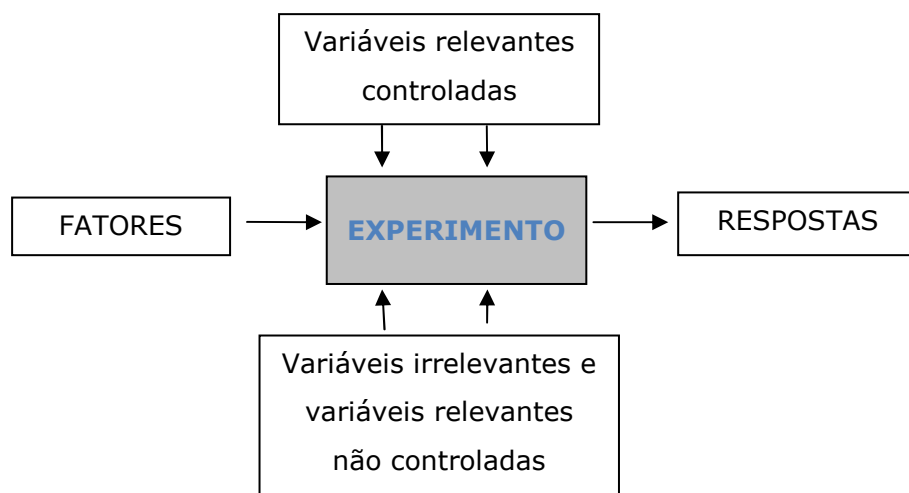 Variáveis relevantes
controladas
FATORES
EXPERIMENTO
RESPOSTAS
Variáveis irrelevantes e
variáveis relevantes
não controladas